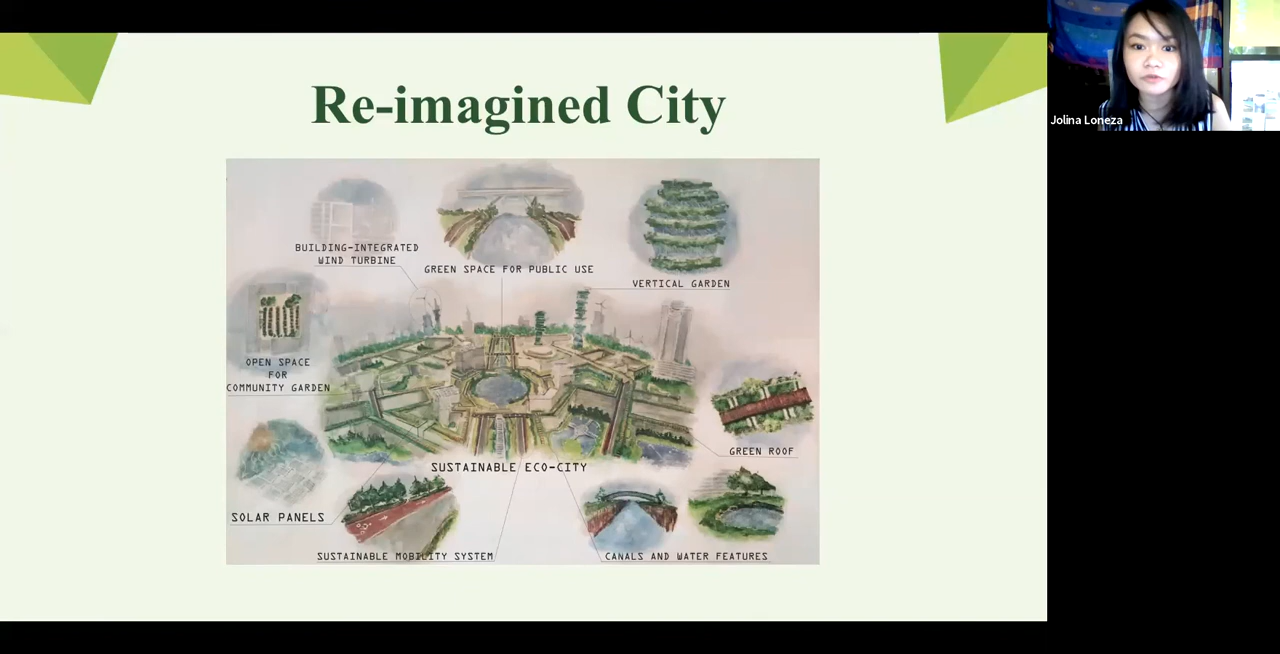 Re-imagined City
Jolina Loneza
BUILDING-INTEGRATED
WIND TURBINE
GREEN SPACE FOR PUBLIC USE
VERTICAL GARDEN
OPEN SPACE
FOR
COMMUNITY GARDEN
GREEN ROOF
SUSTAINABLE ECO-CITY
SOLAR PANELS
SUSTAINABLE MOBILITY SYSTEM
CANALS AND WATER FEATURES